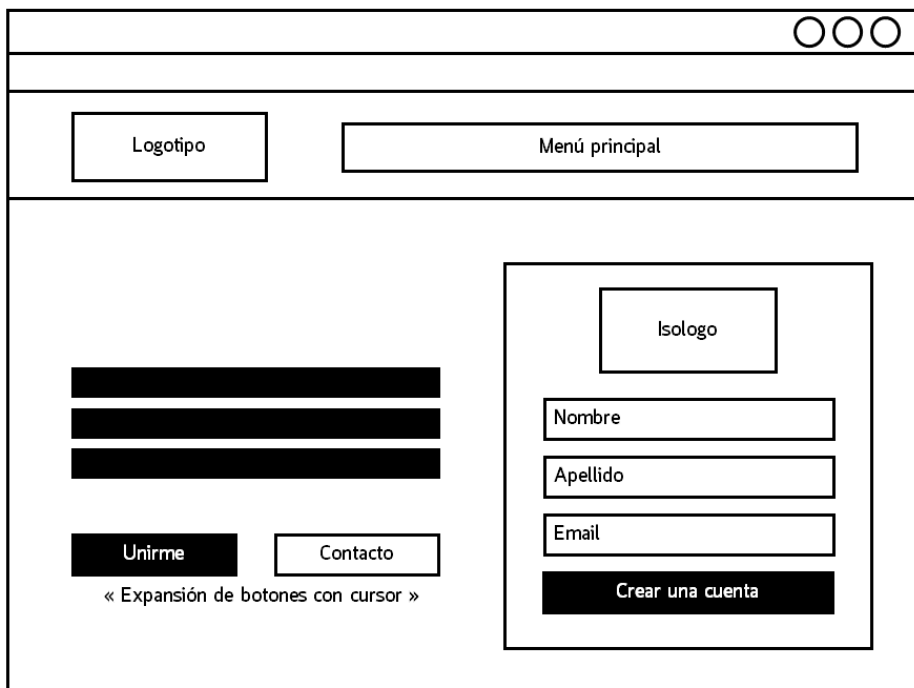 Logotipo
Menú principal
Unirme
Contacto
« Expansión de botones con cursor »
Isologo
Nombre
Apellido
Email
Crear una cuenta